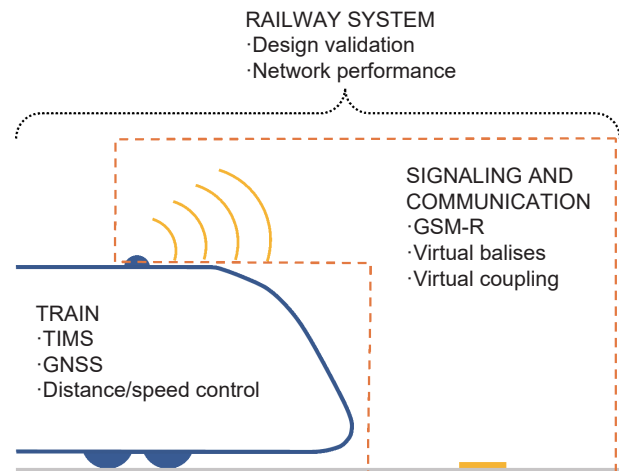 RAILWAY SYSTEM
·Design validation
·Network performance
SIGNALING AND
COMMUNICATION
·GSM-R
·Virtual balises
·Virtual coupling
TRAIN
·TIMS
·GNSS
·Distance/speed control